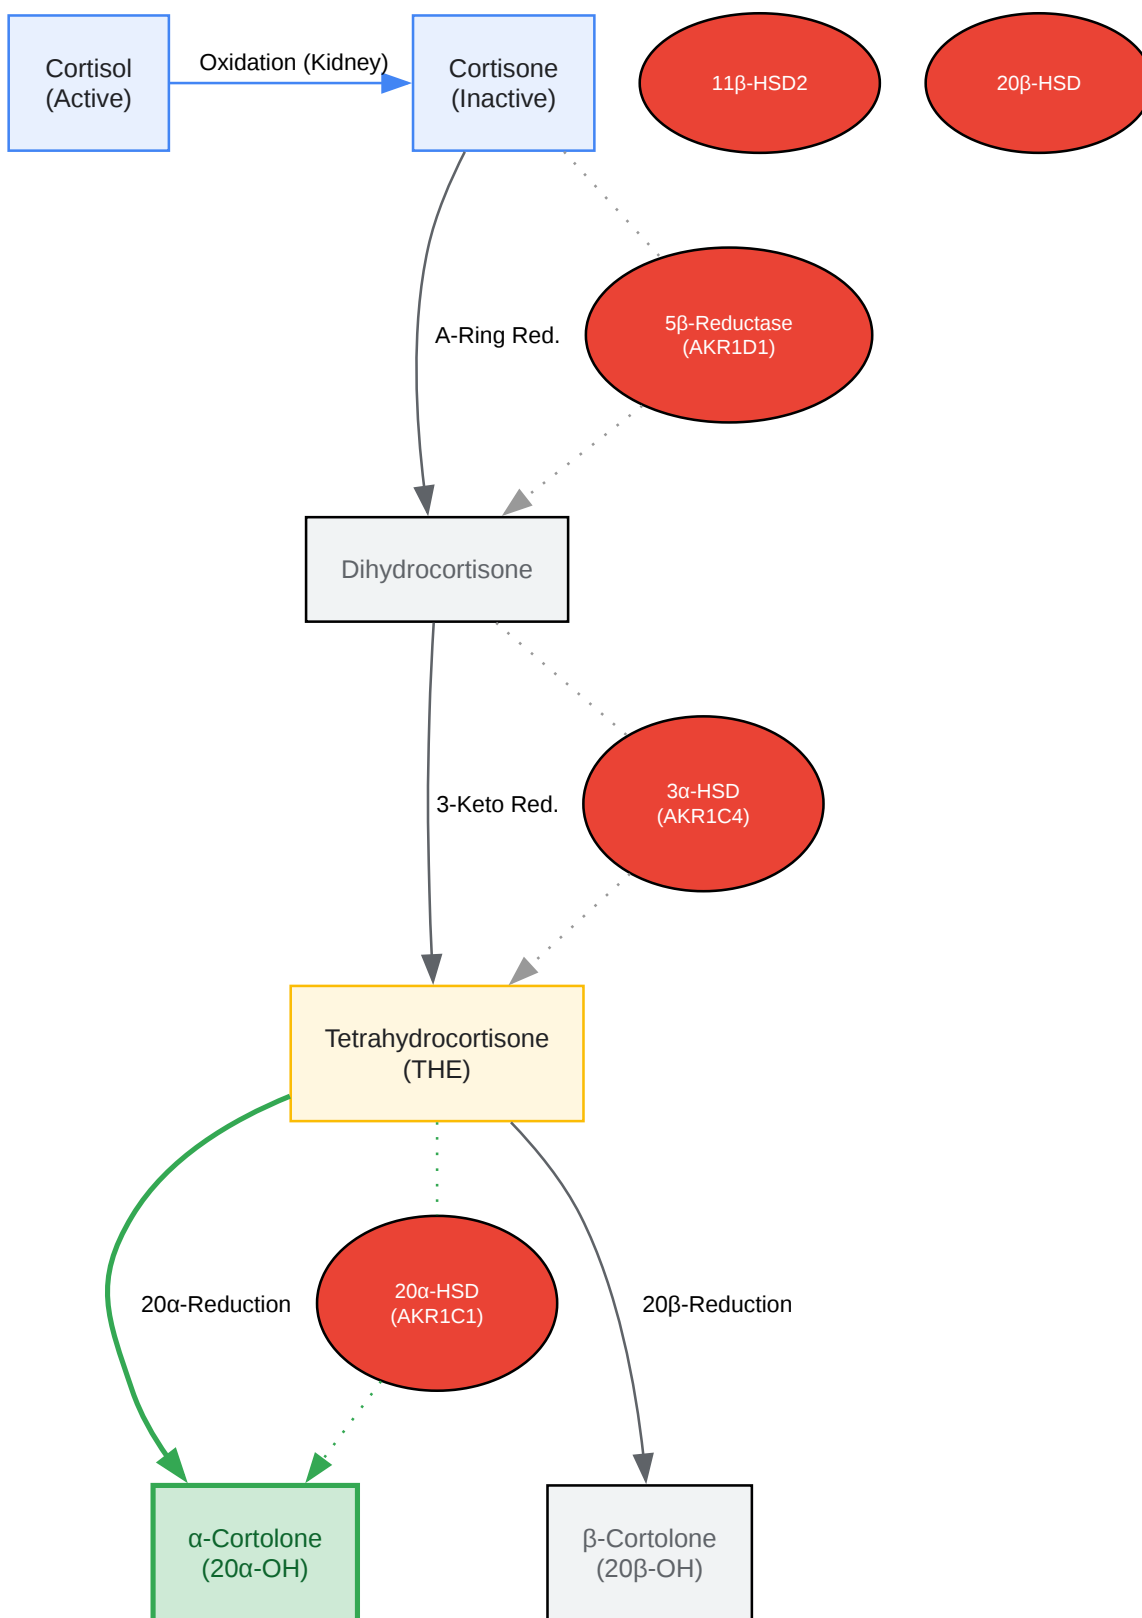 Cortisol
(Active)
Oxidation (Kidney)
Cortisone
(Inactive)
11β-HSD2
20β-HSD
A-Ring Red.
5β-Reductase
(AKR1D1)
Dihydrocortisone
3-Keto Red.
3α-HSD
(AKR1C4)
Tetrahydrocortisone
(THE)
20α-Reduction
20α-HSD
(AKR1C1)
20β-Reduction
α-Cortolone
(20α-OH)
β-Cortolone
(20β-OH)